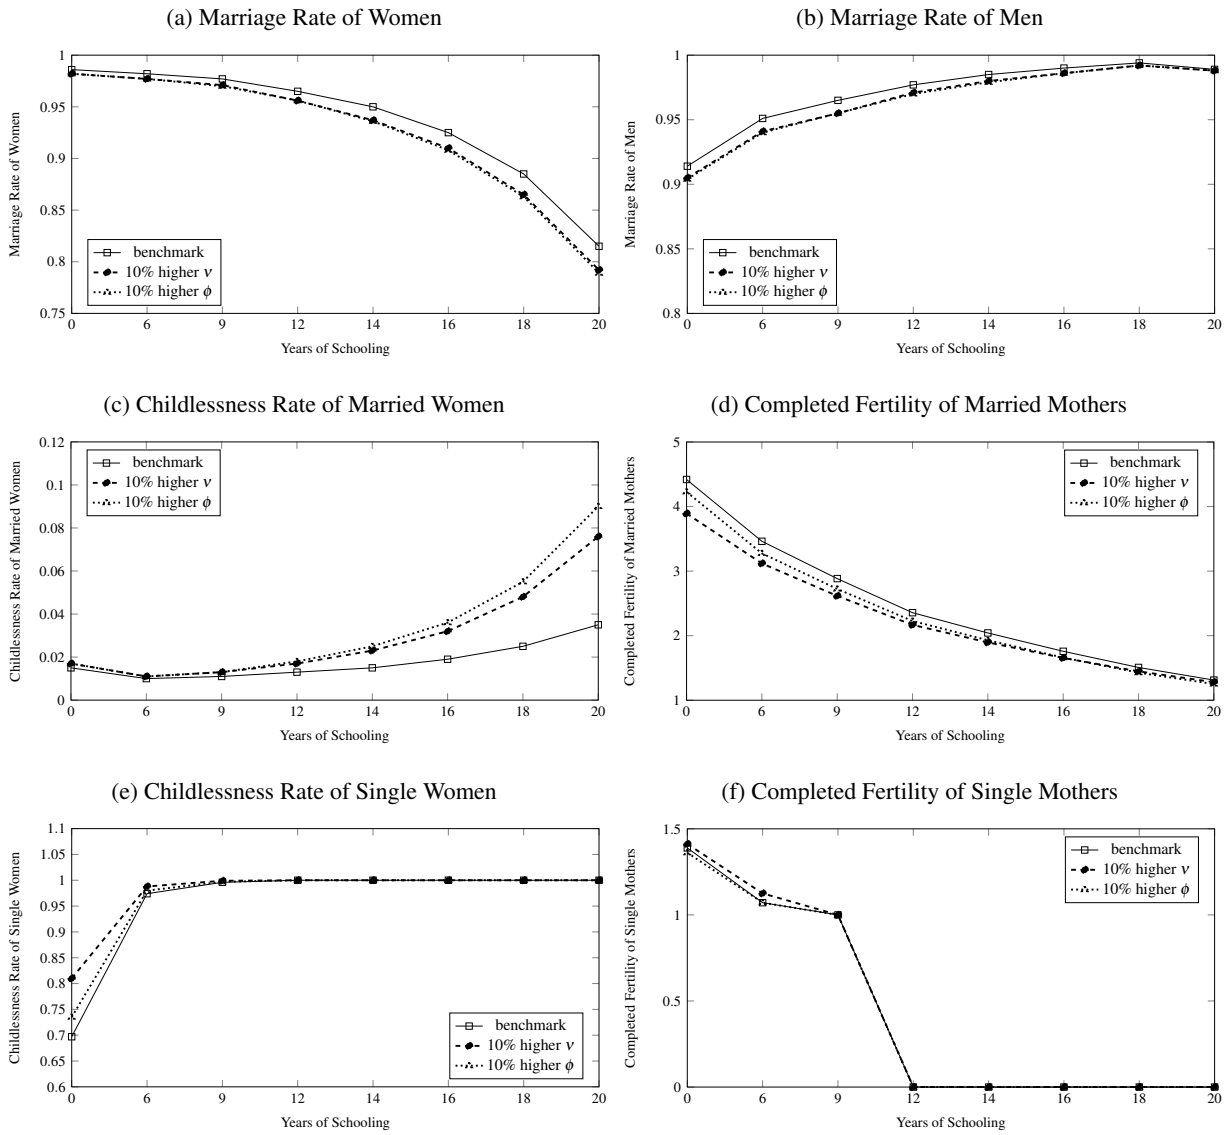 (a) Marriage Rate of Women
1
0.95
0.9
0.85
0.8
0.75
Marriage Rate of Women
benchmark
10% higher ν
10% higher ϕ
0 6 9 12 14 16 18 20
Years of Schooling
(b) Marriage Rate of Men
1
0.95
0.9
0.85
0.8
Marriage Rate of Men
benchmark
10% higher ν
10% higher ϕ
0 6 9 12 14 16 18 20
Years of Schooling
(c) Childlessness Rate of Married Women
0.12
0.1
0.08
0.06
0.04
0.02
0
Childlessness Rate of Married Women
benchmark
10% higher ν
10% higher ϕ
0 6 9 12 14 16 18 20
Years of Schooling
(d) Completed Fertility of Married Mothers
5
4
3
2
1
Completed Fertility of Married Mothers
benchmark
10% higher ν
10% higher ϕ
0 6 9 12 14 16 18 20
Years of Schooling
(e) Childlessness Rate of Single Women
1.1
1.05
1
0.95
0.9
0.85
0.8
0.75
0.7
0.65
0.6
Childlessness Rate of Single Women
benchmark
10% higher ν
10% higher ϕ
0 6 9 12 14 16 18 20
Years of Schooling
(f) Completed Fertility of Single Mothers
1.5
1
0.5
0
Completed Fertility of Single Mothers
benchmark
10% higher ν
10% higher ϕ
0 6 9 12 14 16 18 20
Years of Schooling